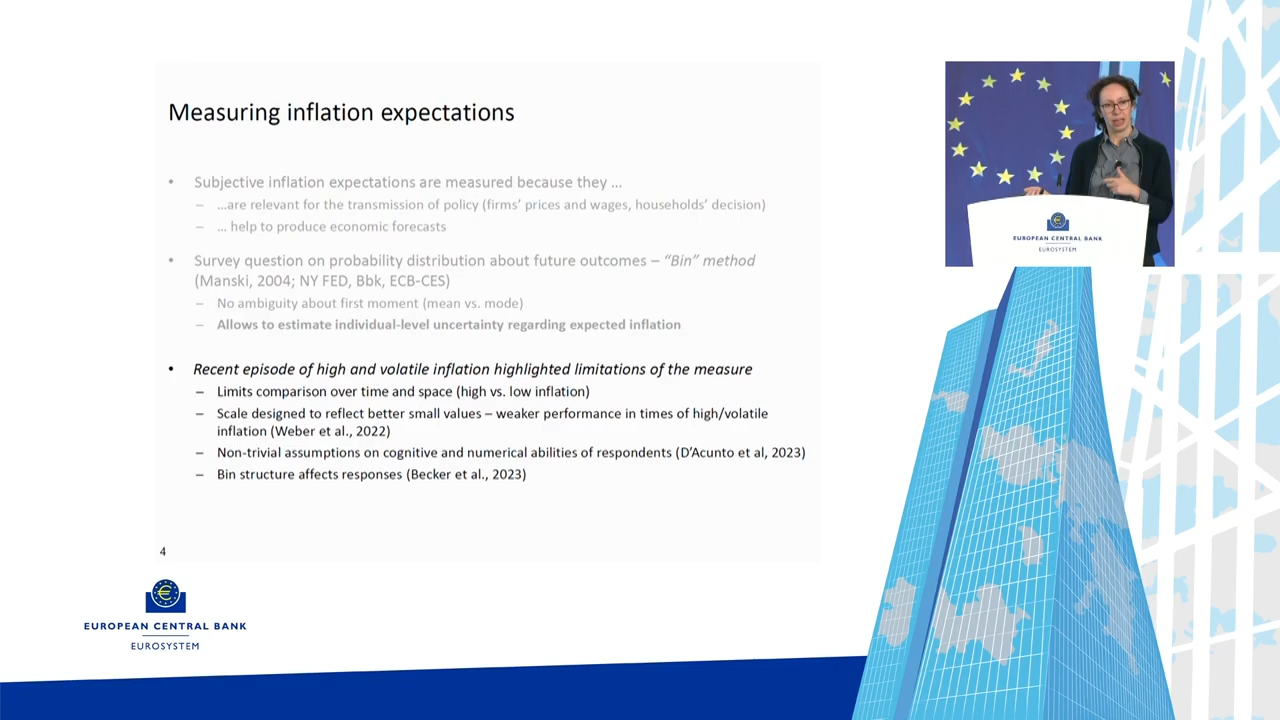 Measuring inflation expectations
• Subjective inflation expectations are measured because they …
– …are relevant for the transmission of policy (firms’ prices and wages, households’ decision)
– … help to produce economic forecasts
• Survey question on probability distribution about future outcomes – “Bin” method
(Manski, 2004; NY FED, Bbk, ECB-CES)
– No ambiguity about first moment (mean vs. mode)
– Allows to estimate individual-level uncertainty regarding expected inflation
• Recent episode of high and volatile inflation highlighted limitations of the measure
– Limits comparison over time and space (high vs. low inflation)
– Scale designed to reflect better small values – weaker performance in times of high/volatile
inflation (Weber et al., 2022)
– Non-trivial assumptions on cognitive and numerical abilities of respondents (D’Acunto et al, 2023)
– Bin structure affects responses (Becker et al., 2023)
4
EUROPEAN CENTRAL BANK
EUROSYSTEM
EUROPEAN CENTRAL BANK
EUROSYSTEM